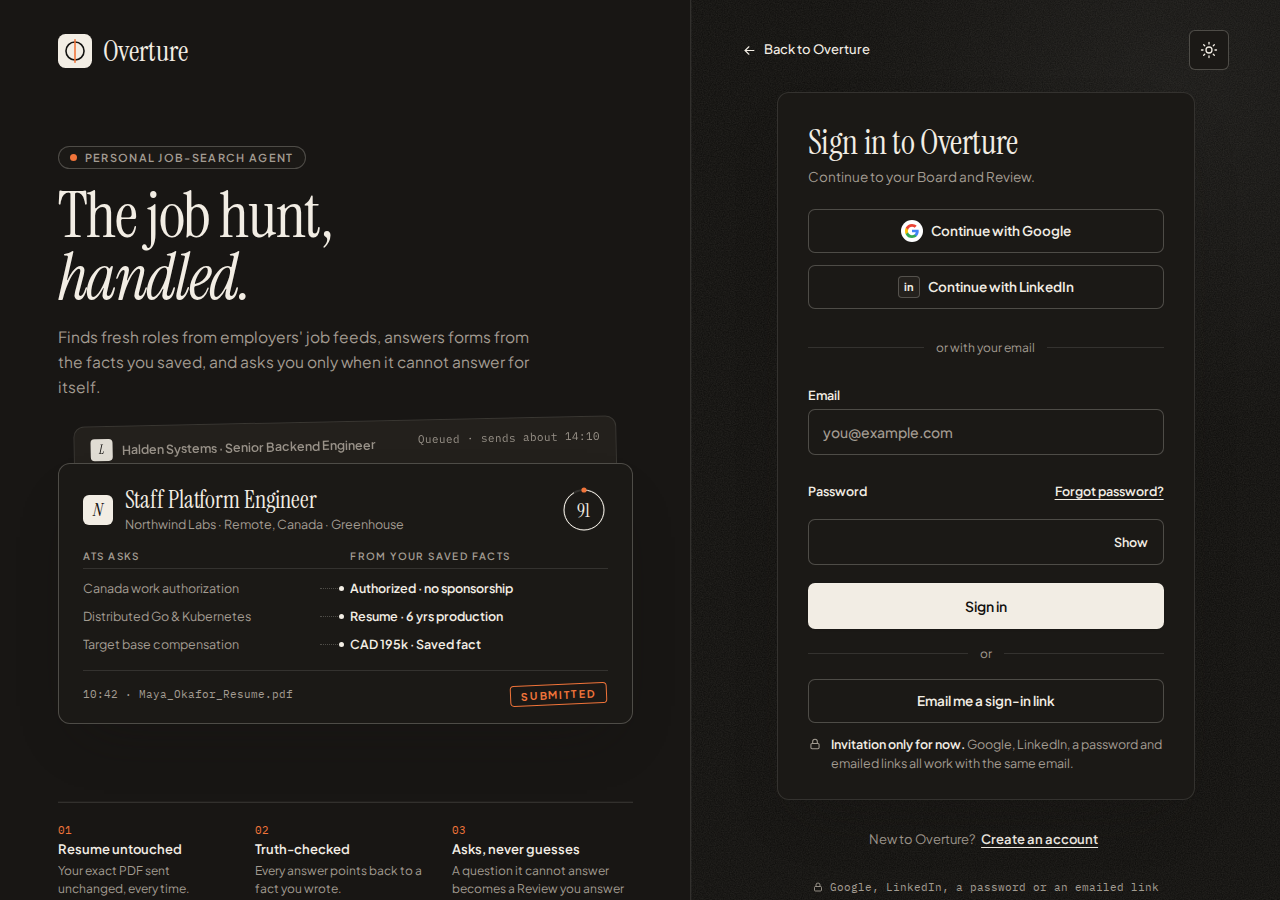 Overture
PERSONAL JOB-SEARCH AGENT
The job hunt,
handled.
Finds fresh roles from employers' job feeds, answers forms from
the facts you saved, and asks you only when it cannot answer for
itself.
L Halden Systems · Senior Backend Engineer Queued · sends about 14:10
N Staff Platform Engineer 91
Northwind Labs · Remote, Canada · Greenhouse
ATS ASKS FROM YOUR SAVED FACTS
Canada work authorization Authorized · no sponsorship
Distributed Go & Kubernetes Resume · 6 yrs production
Target base compensation CAD 195k · Saved fact
10:42 · Maya_Okafor_Resume.pdf SUBMITTED
01 02 03
Resume untouched Truth-checked Asks, never guesses
Your exact PDF sent Every answer points back to a A question it cannot answer
unchanged, every time. fact you wrote. becomes a Review you answer
← Back to Overture
Sign in to Overture
Continue to your Board and Review.
Continue with Google
in Continue with LinkedIn
or with your email
Email
you@example.com
Password Forgot password?
Show
Sign in
or
Email me a sign-in link
Invitation only for now. Google, LinkedIn, a password and
emailed links all work with the same email.
New to Overture? Create an account
Google, LinkedIn, a password or an emailed link